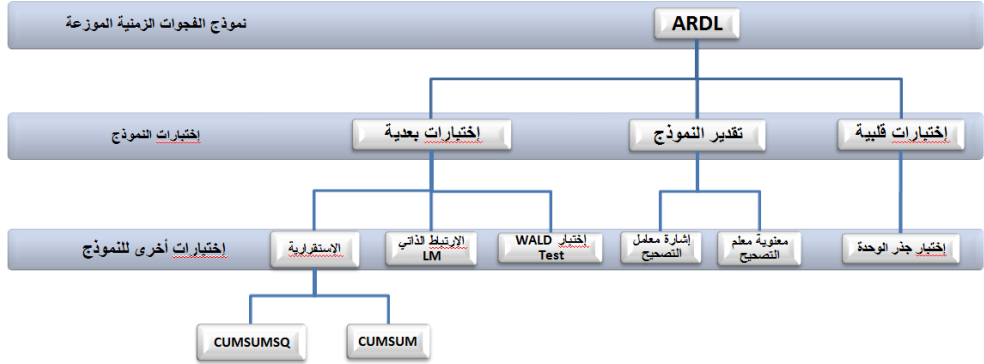 نموذج الفجوات الزمنية الموزعة
ARDL
إختبارات النموذج
إختبارات قلبية
تقدير النموذج
إختبارات بعدية
إختبارات أخرى للنموذج
إختبار جذر الوحدة
معنوية معلم
التصحيح
إشارة معامل
التصحيح
إختبار WALD
Test
الإرتباط الذاتي
LM
الاستقرارية
CUMSUM
CUMSUMSQ